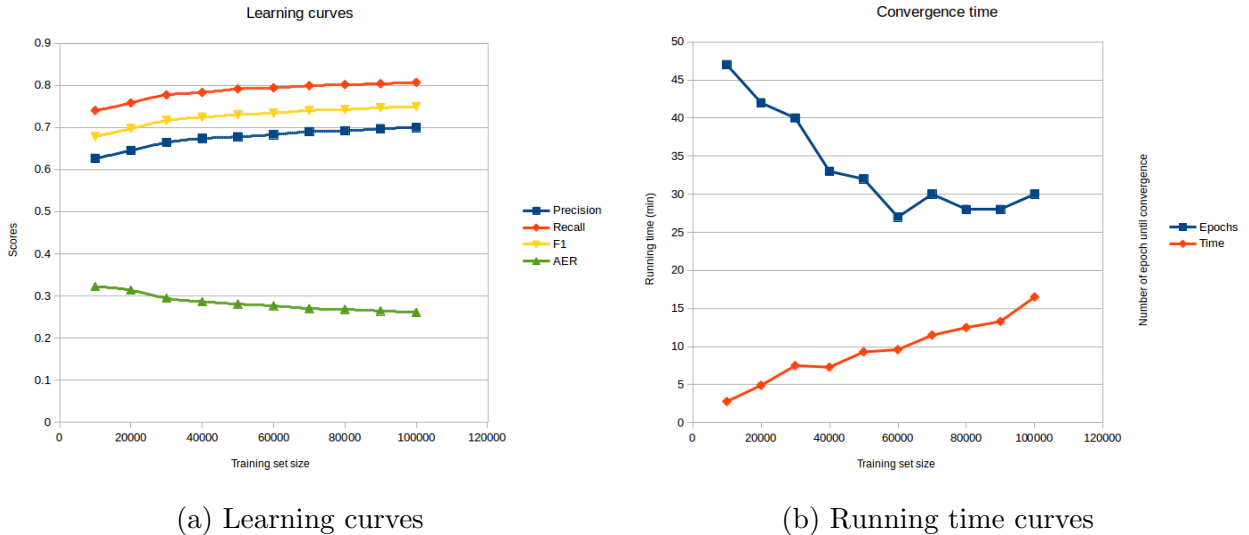 Learning curves
0.9
0.8
0.7
0.6
0.5
0.4
0.3
0.2
0.1
0
0 20000 40000 60000 80000 100000 120000
Scores
Training set size
Precision
Recall
F1
AER
(a) Learning curves
Convergence time
50
45
40
35
30
25
20
15
10
5
0
0 20000 40000 60000 80000 100000 120000
Running time (min)
Training set size
Number of epoch until convergence
Epochs
Time
(b) Running time curves